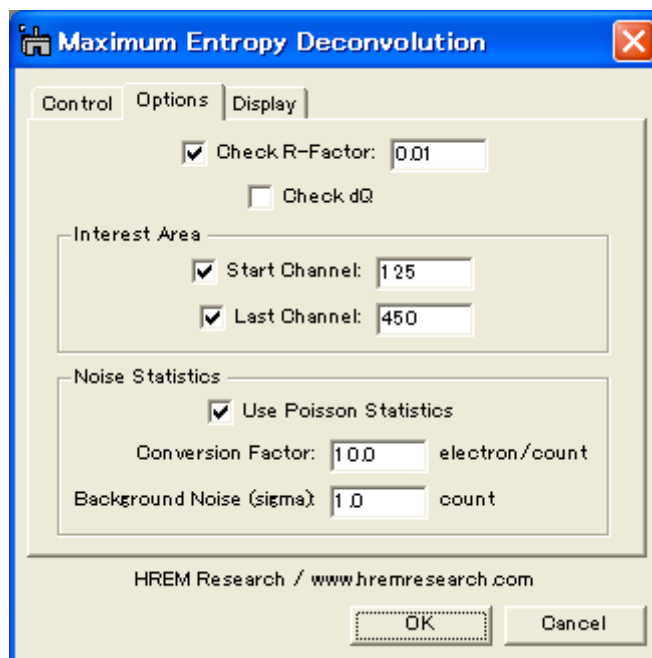 Maximum Entropy Deconvolution
Control Options Display
Check R-Factor: 0.01
Check dQ
Interest Area
Start Channel: 125
Last Channel: 450
Noise Statistics
Use Poisson Statistics
Conversion Factor: 10.0 electron/count
Background Noise (sigma): 1.0 count
HREM Research / www.hremresearch.com
OK Cancel